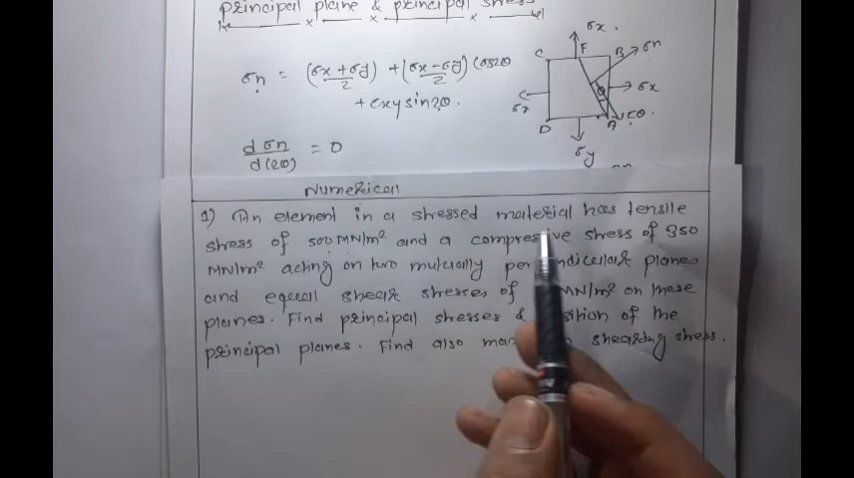 principal plane & principal stress
σn = (σx + σy)/2 + (σx - σy)/2 cos2θ
+ τxy sin2θ.
dσn/d(2θ) = 0
σx.
C F B σn
σx
θ
C
σx
D A τθ.
σy
Numerical
1) An element in a stressed material has tensile
stress of 500 MN/m² and a compressive stress of 350
MN/m² acting on two mutually perpendicular planes
and equal shear stresses of MN/m² on these
planes. Find principal stresses & position of the
principal planes. Find also shearing stress.